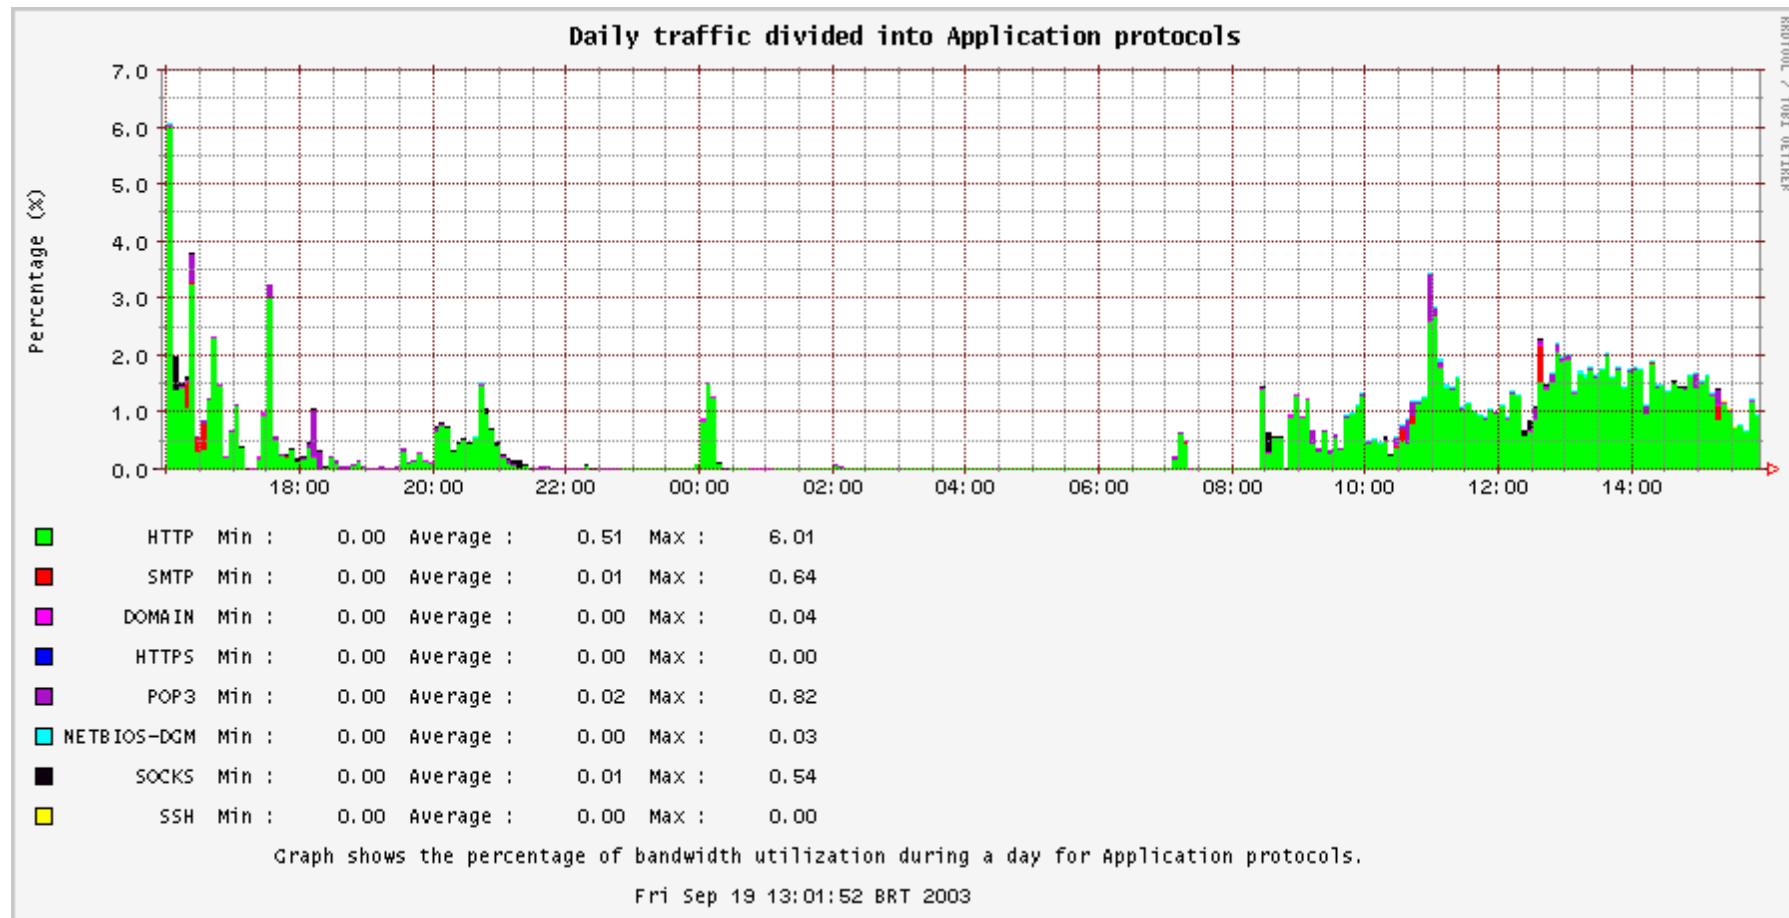 Daily traffic divided into Application protocols
RRDTOOL / TOBI OETIKER
Percentage (%)
7.0
6.0
5.0
4.0
3.0
2.0
1.0
0.0
18:00 20:00 22:00 00:00 02:00 04:00 06:00 08:00 10:00 12:00 14:00
HTTP Min : 0.00 Average : 0.51 Max : 6.01
SMTP Min : 0.00 Average : 0.01 Max : 0.64
DOMAIN Min : 0.00 Average : 0.00 Max : 0.04
HTTPS Min : 0.00 Average : 0.00 Max : 0.00
POP3 Min : 0.00 Average : 0.02 Max : 0.82
NETBIOS-DGM Min : 0.00 Average : 0.00 Max : 0.03
SOCKS Min : 0.00 Average : 0.01 Max : 0.54
SSH Min : 0.00 Average : 0.00 Max : 0.00
Graph shows the percentage of bandwidth utilization during a day for Application protocols.
Fri Sep 19 13:01:52 BRT 2003